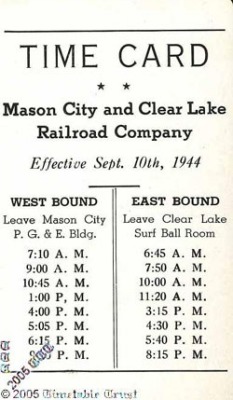 TIME CARD
★ ★
Mason City and Clear Lake
Railroad Company
Effective Sept. 10th, 1944
WEST BOUND
Leave Mason City
P. G. & E. Bldg.
7:10 A. M.
9:00 A. M.
10:45 A. M.
1:00 P, M.
4:00 P. M.
5:05 P. M.
6:15 P. M.
P. M.
EAST BOUND
Leave Clear Lake
Surf Ball Room
6:45 A. M.
7:50 A. M.
10:00 A. M.
11:20 A. M.
3:15 P. M.
4:30 P. M.
5:40 P. M.
8:15 P. M.
© 2005 Timetable Trust